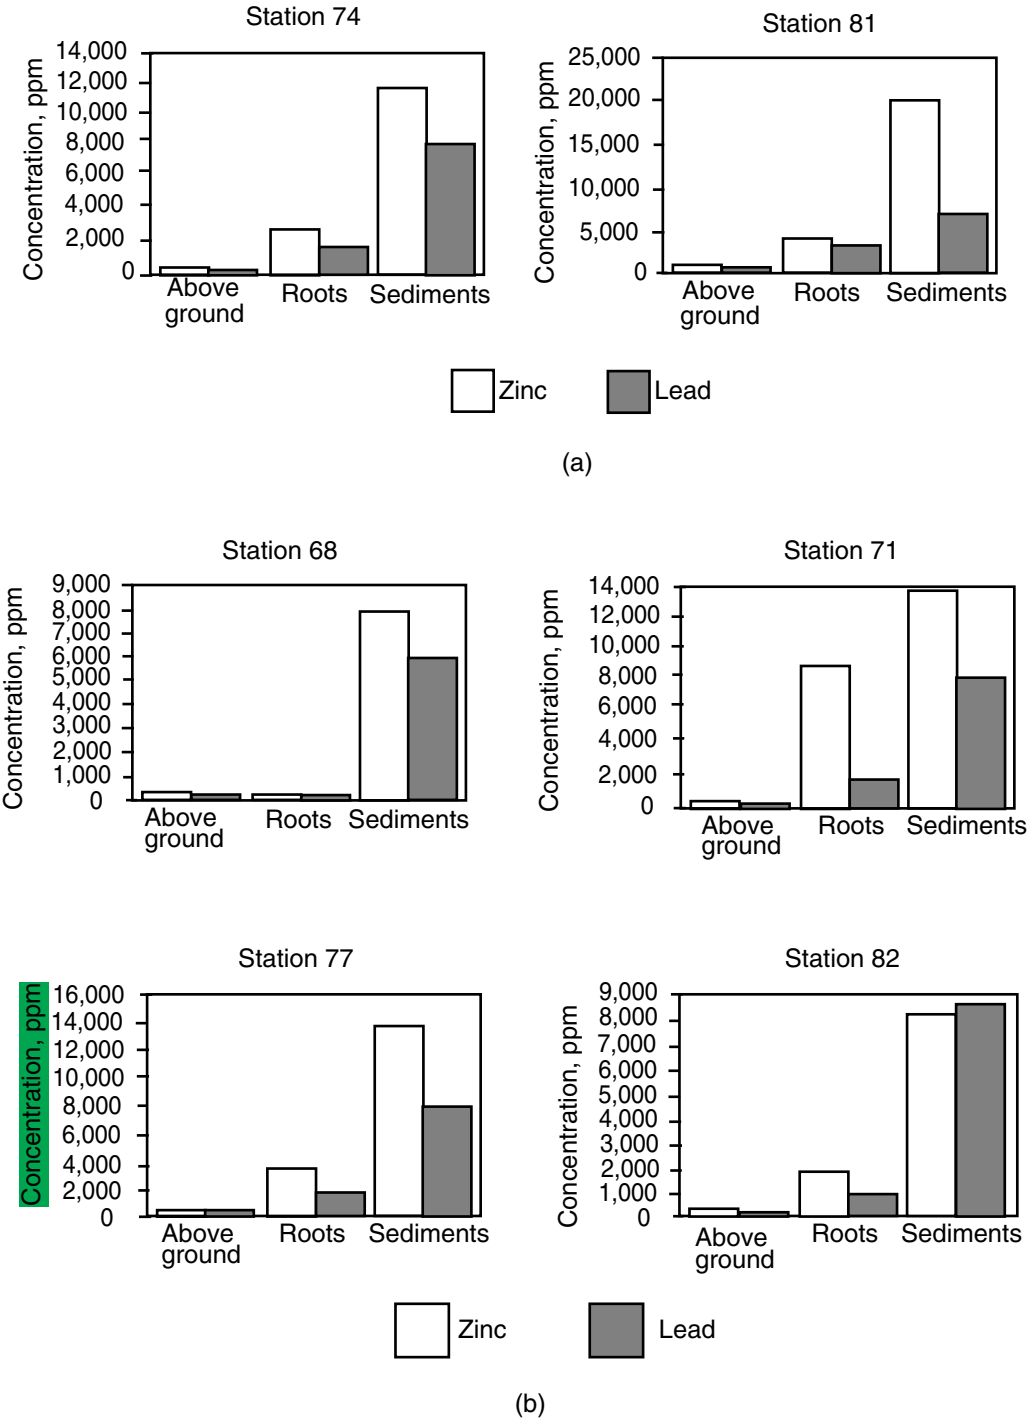 Station 74
Concentration, ppm
14,000
12,000
10,000
8,000
6,000
4,000
2,000
0
Above
ground
Roots
Sediments
Station 81
Concentration, ppm
25,000
20,000
15,000
10,000
5,000
0
Above
ground
Roots
Sediments
Zinc
Lead
(a)
Station 68
Concentration, ppm
9,000
8,000
7,000
6,000
5,000
4,000
3,000
2,000
1,000
0
Above
ground
Roots
Sediments
Station 71
Concentration, ppm
14,000
12,000
10,000
8,000
6,000
4,000
2,000
0
Above
ground
Roots
Sediments
Station 77
Concentration, ppm
16,000
14,000
12,000
10,000
8,000
6,000
4,000
2,000
0
Above
ground
Roots
Sediments
Station 82
Concentration, ppm
9,000
8,000
7,000
6,000
5,000
4,000
3,000
2,000
1,000
0
Above
ground
Roots
Sediments
Zinc
Lead
(b)